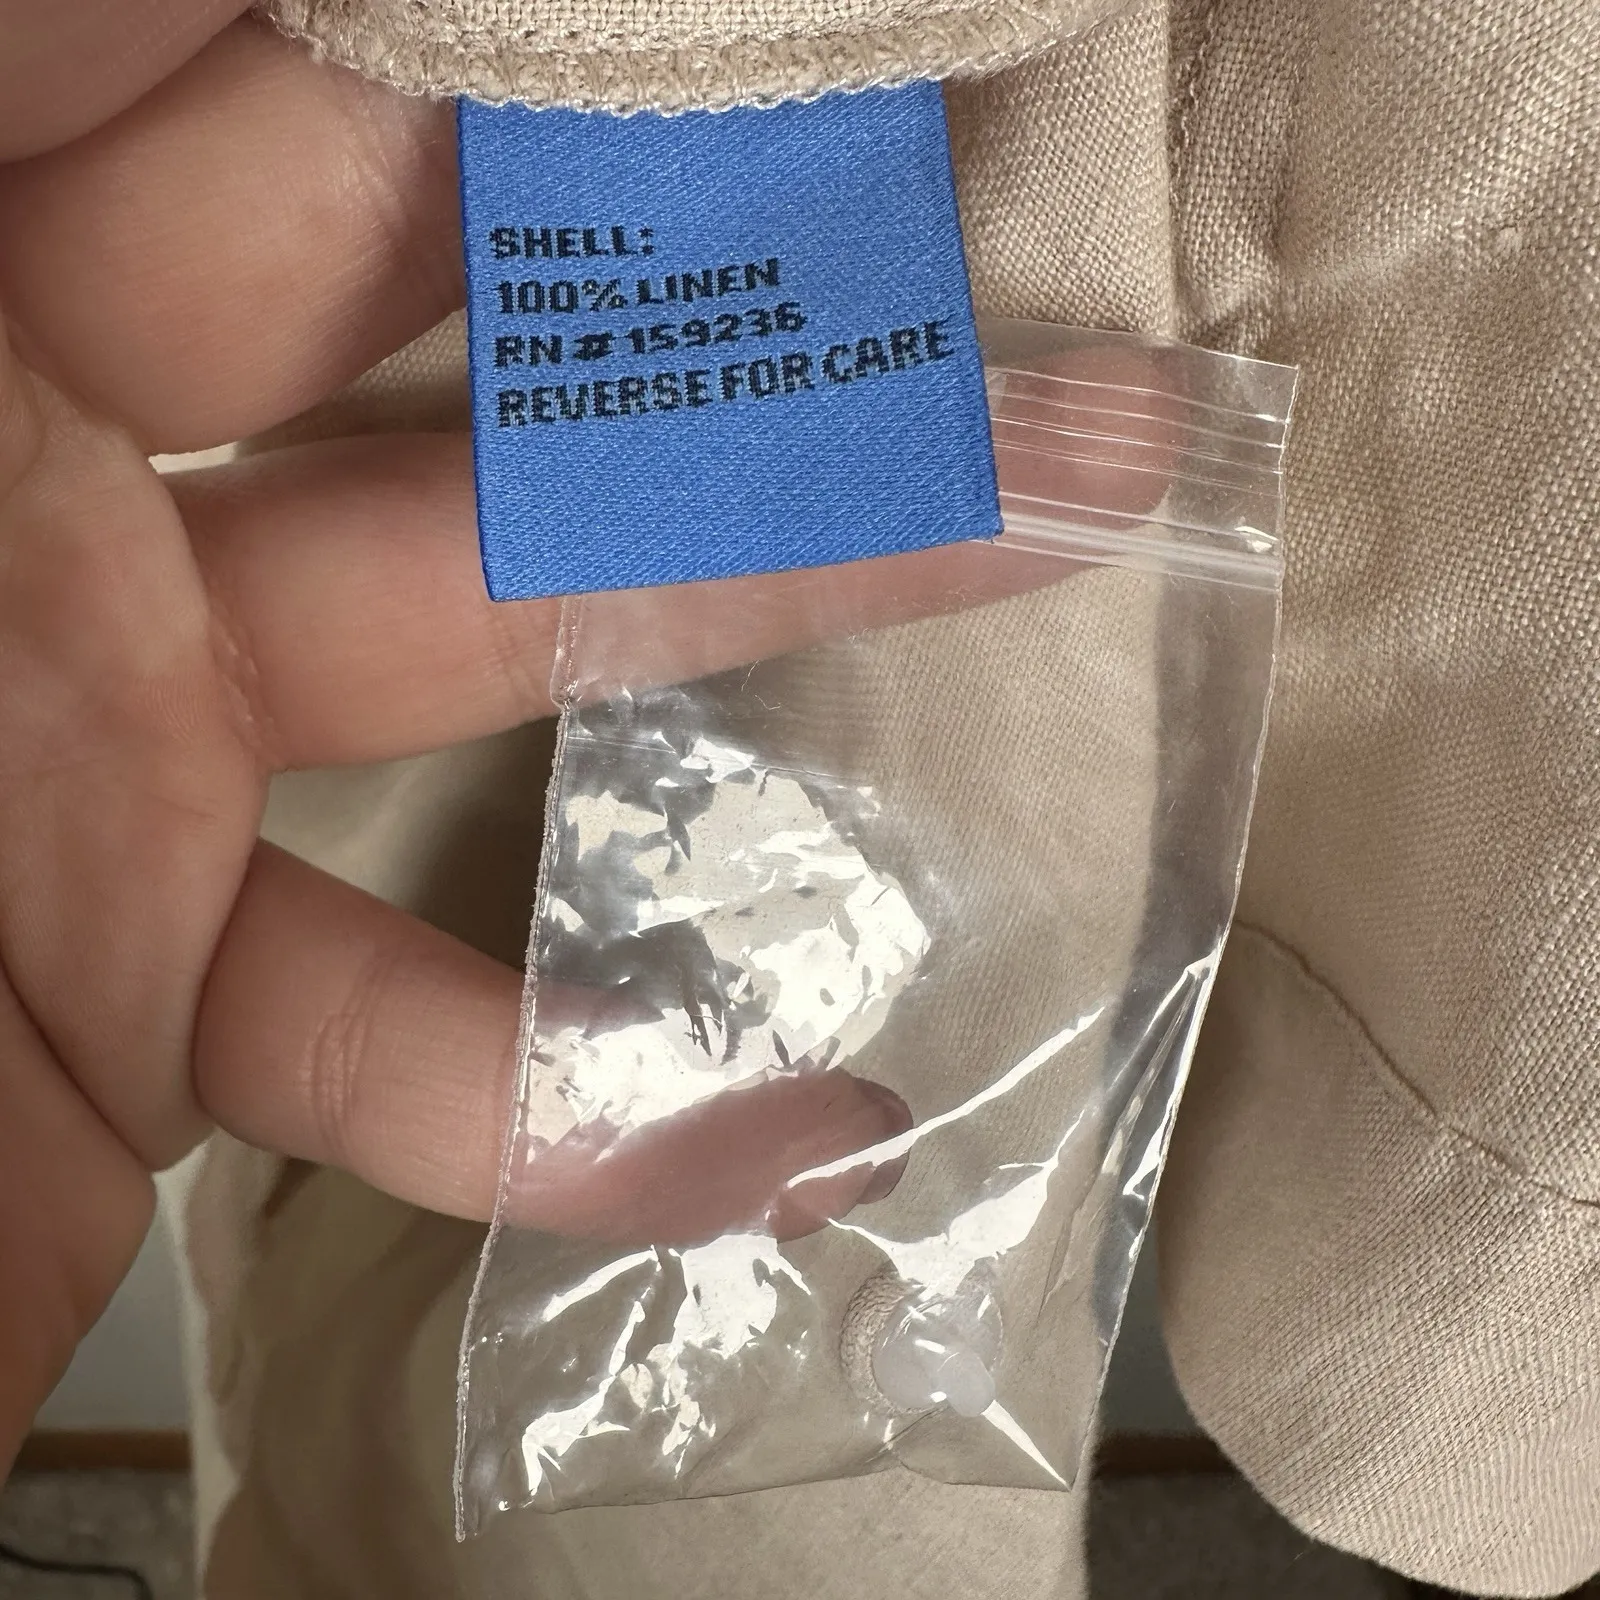 SHELL:
100% LINEN
RN # 159236
REVERSE FOR CARE